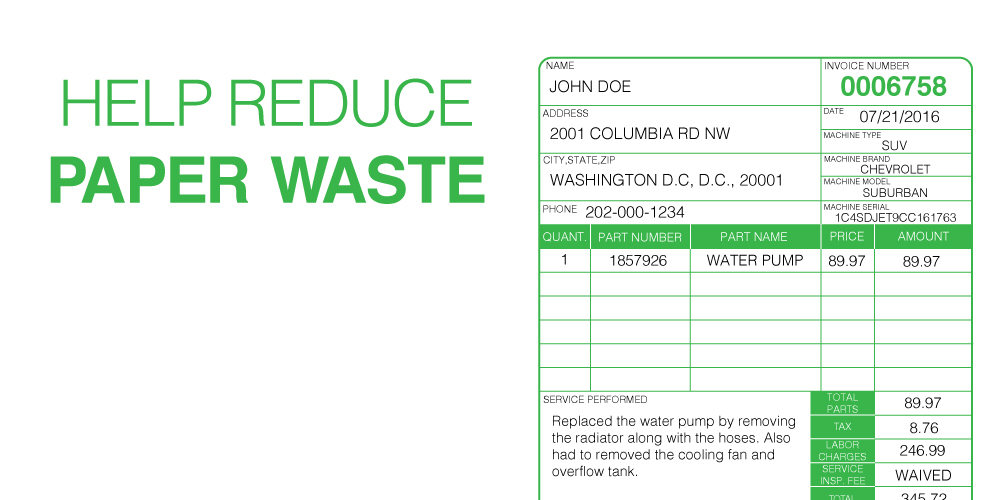 HELP REDUCE
PAPER WASTE
NAME
JOHN DOE
INVOICE NUMBER
0006758
ADDRESS
2001 COLUMBIA RD NW
DATE 07/21/2016
MACHINE TYPE
SUV
CITY,STATE,ZIP
WASHINGTON D.C, D.C., 20001
MACHINE BRAND
CHEVROLET
MACHINE MODEL
SUBURBAN
PHONE 202-000-1234
MACHINE SERIAL
1C4SDJET9CC161763
QUANT. PART NUMBER PART NAME PRICE AMOUNT
1 1857926 WATER PUMP 89.97 89.97
SERVICE PERFORMED
Replaced the water pump by removing
the radiator along with the hoses. Also
had to removed the cooling fan and
overflow tank.
TOTAL
PARTS
89.97
TAX 8.76
LABOR
CHARGES
246.99
SERVICE
INSP. FEE
WAIVED
TOTAL 345.72